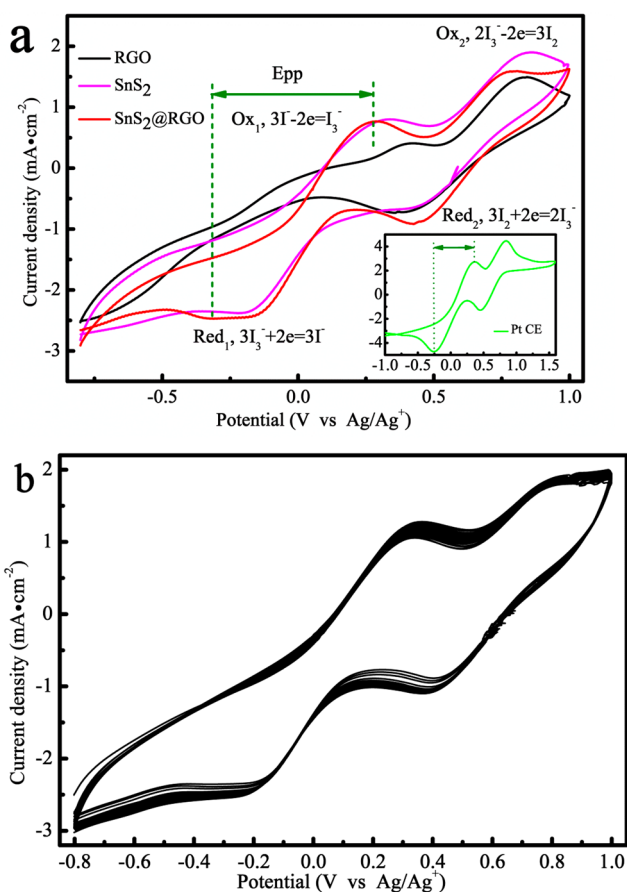 a
RGO
SnS₂
SnS₂@RGO
Epp
Ox₁, 3I⁻-2e=I₃⁻
Ox₂, 2I₃⁻-2e=3I₂
Red₂, 3I₂+2e=2I₃⁻
Red₁, 3I₃⁻+2e=3I⁻
2
1
0
-1
-2
-3
Current density (mA•cm⁻²)
-0.5 0.0 0.5 1.0
Potential (V vs Ag/Ag⁺)
4
2
0
-2
-4
Pt CE
-1.0 -0.5 0.0 0.5 1.0 1.5
b
2
1
0
-1
-2
-3
Current density (mA•cm⁻²)
-0.8 -0.6 -0.4 -0.2 0.0 0.2 0.4 0.6 0.8 1.0
Potential (V vs Ag/Ag⁺)